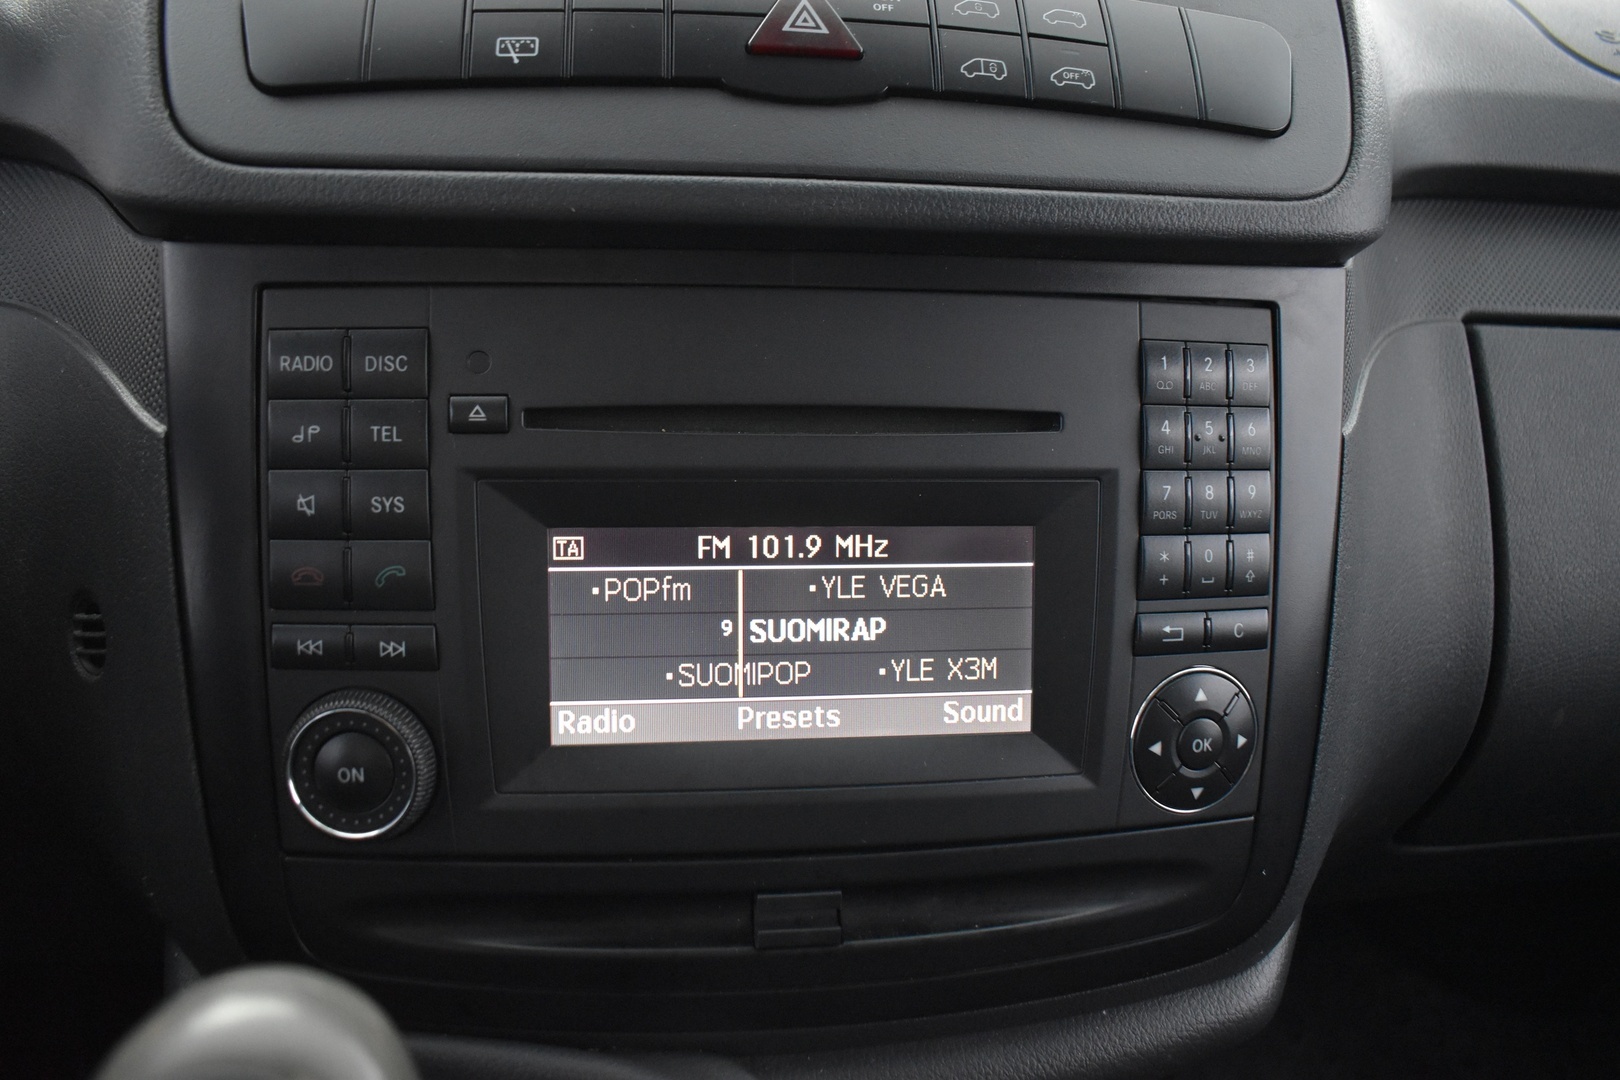 OFF
OFF
RADIO DISC
TEL
SYS
ON
TA FM 101.9 MHz
•POPfm •YLE VEGA
9 SUOMIRAP
•SUOMIPOP •YLE X3M
Radio Presets Sound
1 2 3
ABC DEF
4 5 6
GHI JKL MNO
7 8 9
PQRS TUV WXYZ
* 0 #
+
C
OK